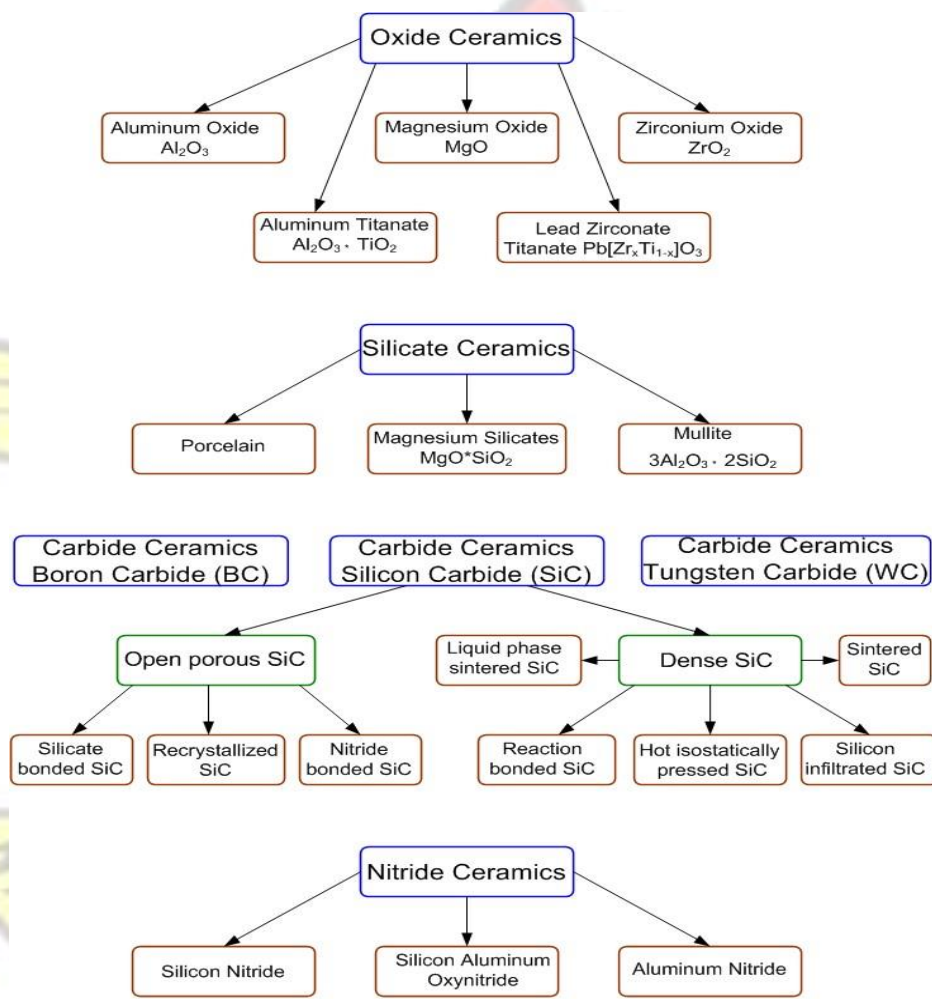 Oxide Ceramics
Aluminum Oxide
Al₂O₃
Magnesium Oxide
MgO
Zirconium Oxide
ZrO₂
Aluminum Titanate
Al₂O₃ · TiO₂
Lead Zirconate
Titanate Pb[ZrₓTi₁₋ₓ]O₃
Silicate Ceramics
Porcelain
Magnesium Silicates
MgO*SiO₂
Mullite
3Al₂O₃ · 2SiO₂
Carbide Ceramics
Boron Carbide (BC)
Carbide Ceramics
Silicon Carbide (SiC)
Carbide Ceramics
Tungsten Carbide (WC)
Open porous SiC
Liquid phase
sintered SiC
Dense SiC
Sintered
SiC
Silicate
bonded SiC
Recrystallized
SiC
Nitride
bonded SiC
Reaction
bonded SiC
Hot isostatically
pressed SiC
Silicon
infiltrated SiC
Nitride Ceramics
Silicon Nitride
Silicon Aluminum
Oxynitride
Aluminum Nitride